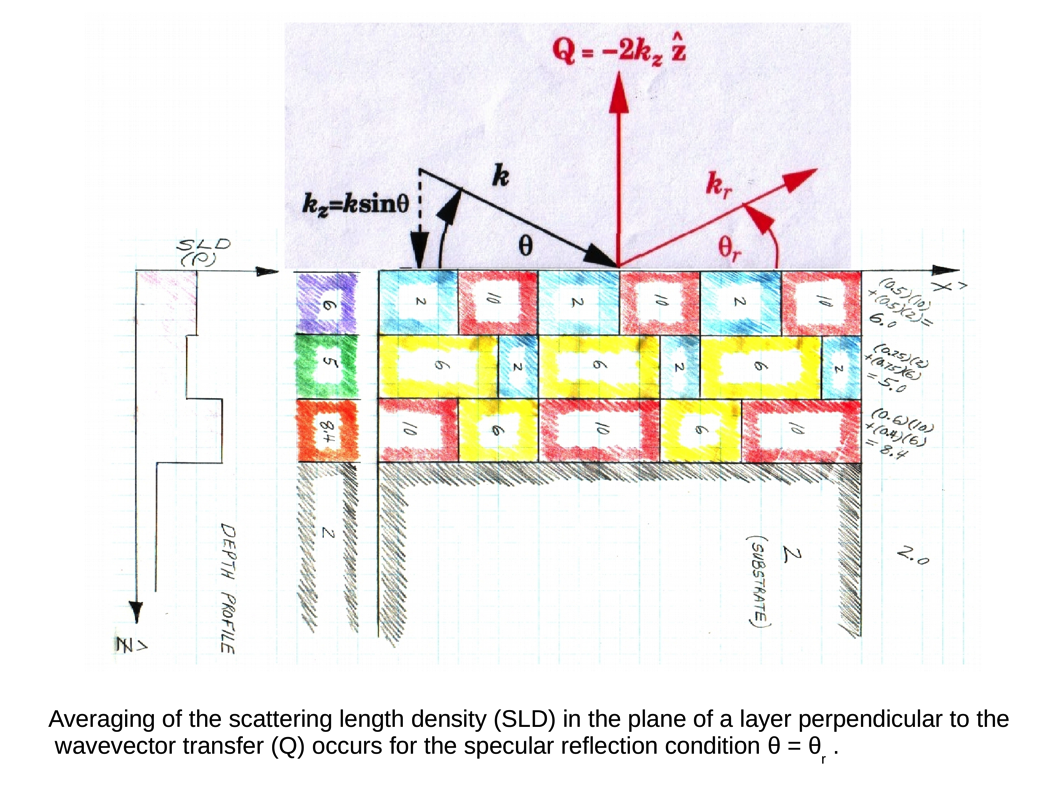 Q = −2k_z ẑ
k
k_r
k_z=ksinθ
θ
θ_r
SLD
(ρ)
x̂
6
2
10
2
10
2
10
(0.5)(10)
+(0.5)(2)=
6.0
5
6
2
6
2
6
2
(0.25)(2)
+(0.75)(6)
= 5.0
8.4
10
6
10
6
10
(0.6)(10)
+(0.4)(6)
= 8.4
2
2
(SUBSTRATE)
2.0
DEPTH PROFILE
ẑ
Averaging of the scattering length density (SLD) in the plane of a layer perpendicular to the
wavevector transfer (Q) occurs for the specular reflection condition θ = θ_r .